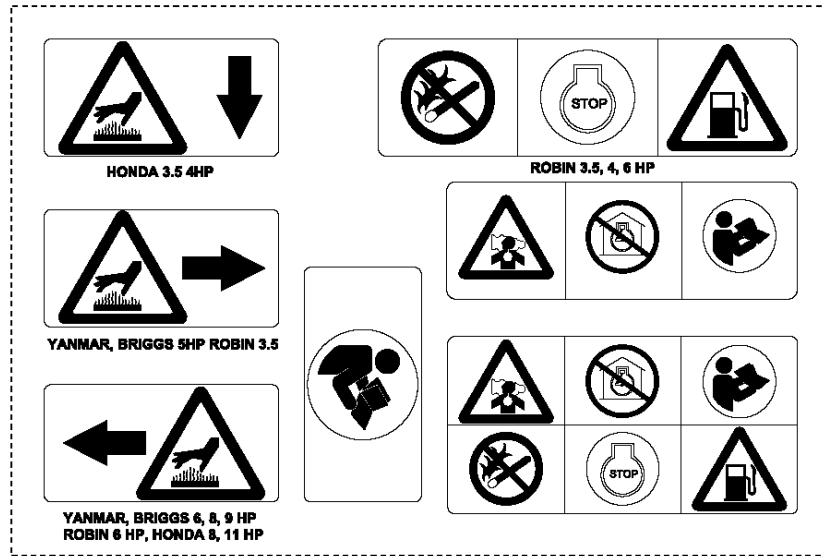 STOP
HONDA 3.5 4HP
ROBIN 3.5, 4, 6 HP
YANMAR, BRIGGS 5HP ROBIN 3.5
STOP
YANMAR, BRIGGS 6, 8, 9 HP
ROBIN 6 HP, HONDA 8, 11 HP